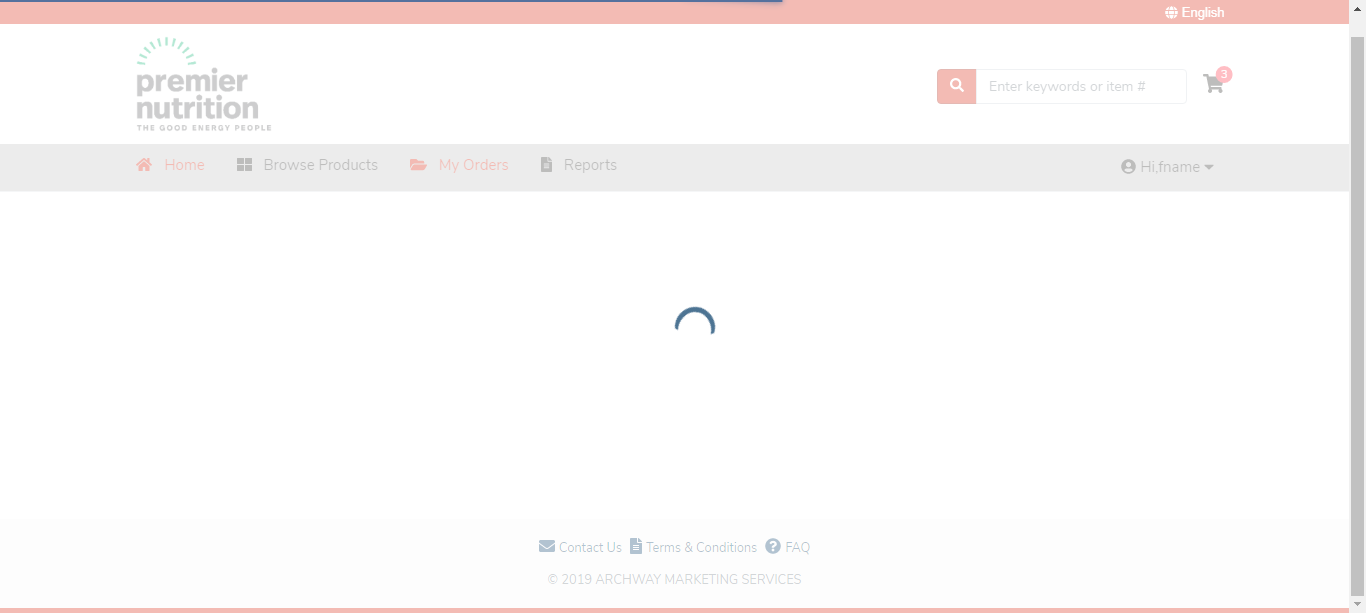 English
premier
nutrition
THE GOOD ENERGY PEOPLE
Enter keywords or item #
3
Home Browse Products My Orders Reports Hi,fname
Contact Us Terms & Conditions FAQ
© 2019 ARCHWAY MARKETING SERVICES